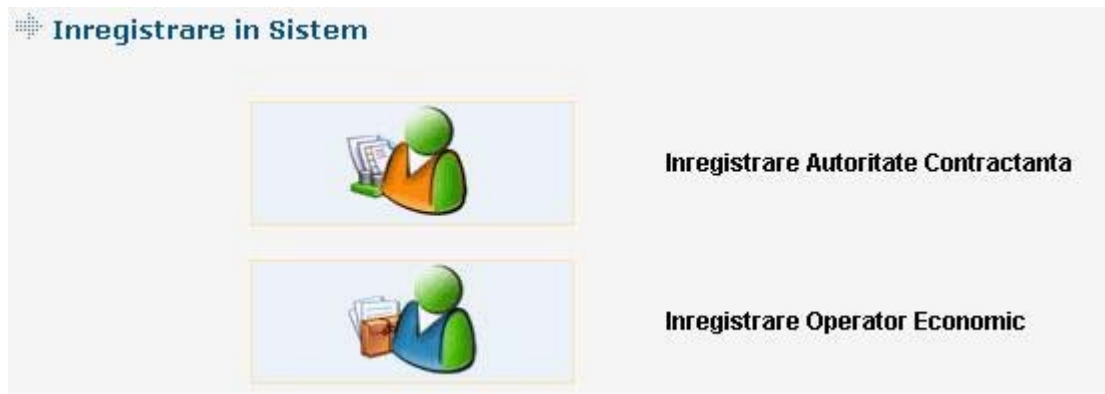 Inregistrare in Sistem
Inregistrare Autoritate Contractanta
Inregistrare Operator Economic